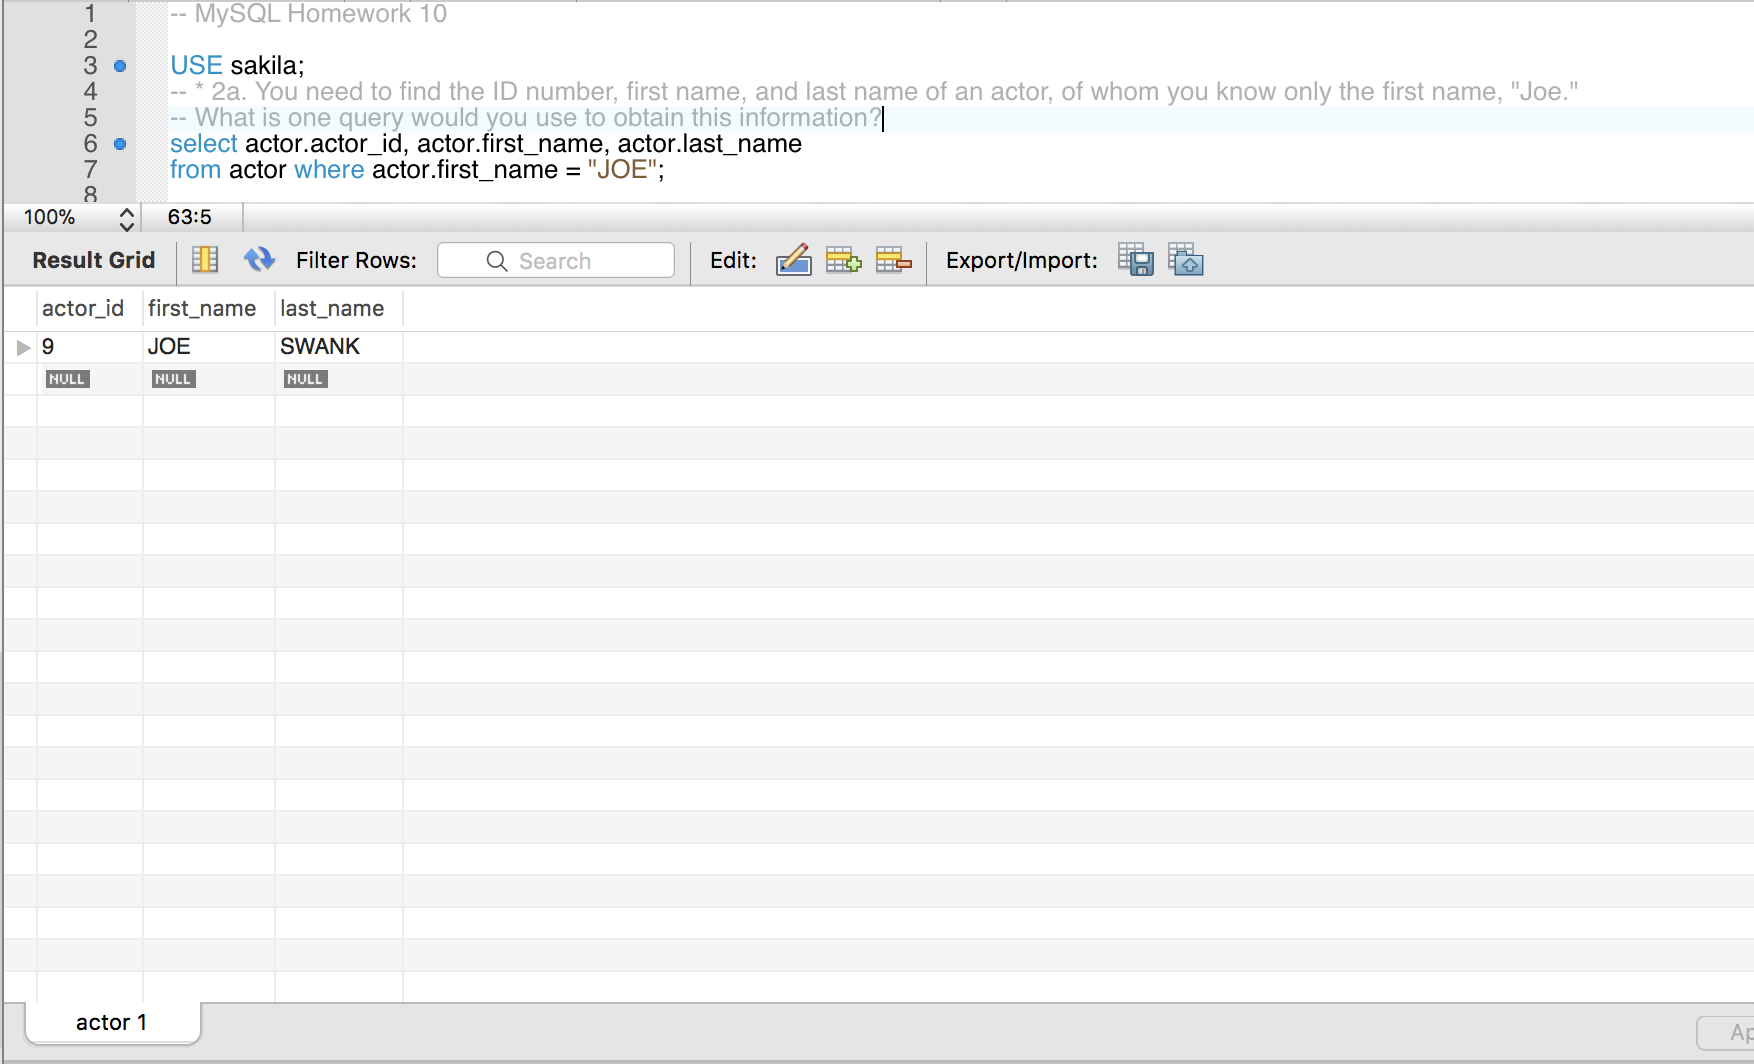 1 -- MySQL Homework 10
2
3 USE sakila;
4 -- * 2a. You need to find the ID number, first name, and last name of an actor, of whom you know only the first name, "Joe."
5 -- What is one query would you use to obtain this information?
6 select actor.actor_id, actor.first_name, actor.last_name
7 from actor where actor.first_name = "JOE";
8
100% 63:5
Result Grid Filter Rows: Search Edit: Export/Import:
actor_id first_name last_name
9 JOE SWANK
NULL NULL NULL
actor 1